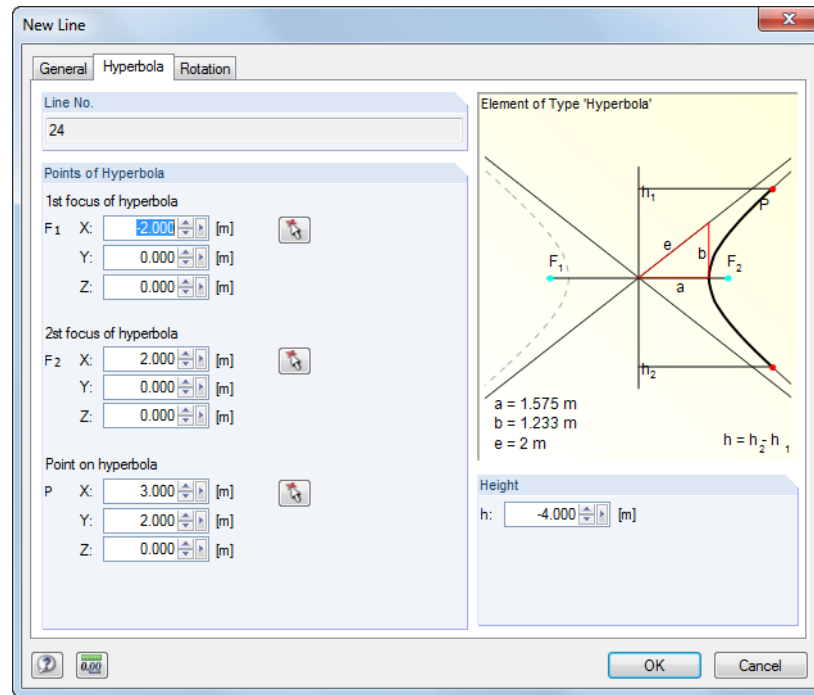 New Line
General Hyperbola Rotation
Line No.
24
Points of Hyperbola
1st focus of hyperbola
F1 X: -2.000 [m]
Y: 0.000 [m]
Z: 0.000 [m]
2st focus of hyperbola
F2 X: 2.000 [m]
Y: 0.000 [m]
Z: 0.000 [m]
Point on hyperbola
P X: 3.000 [m]
Y: 2.000 [m]
Z: 0.000 [m]
Element of Type 'Hyperbola'
h1
P
e
b
F1
F2
a
h2
a = 1.575 m
b = 1.233 m
e = 2 m
h = h2- h1
Height
h: -4.000 [m]
0.00
OK Cancel